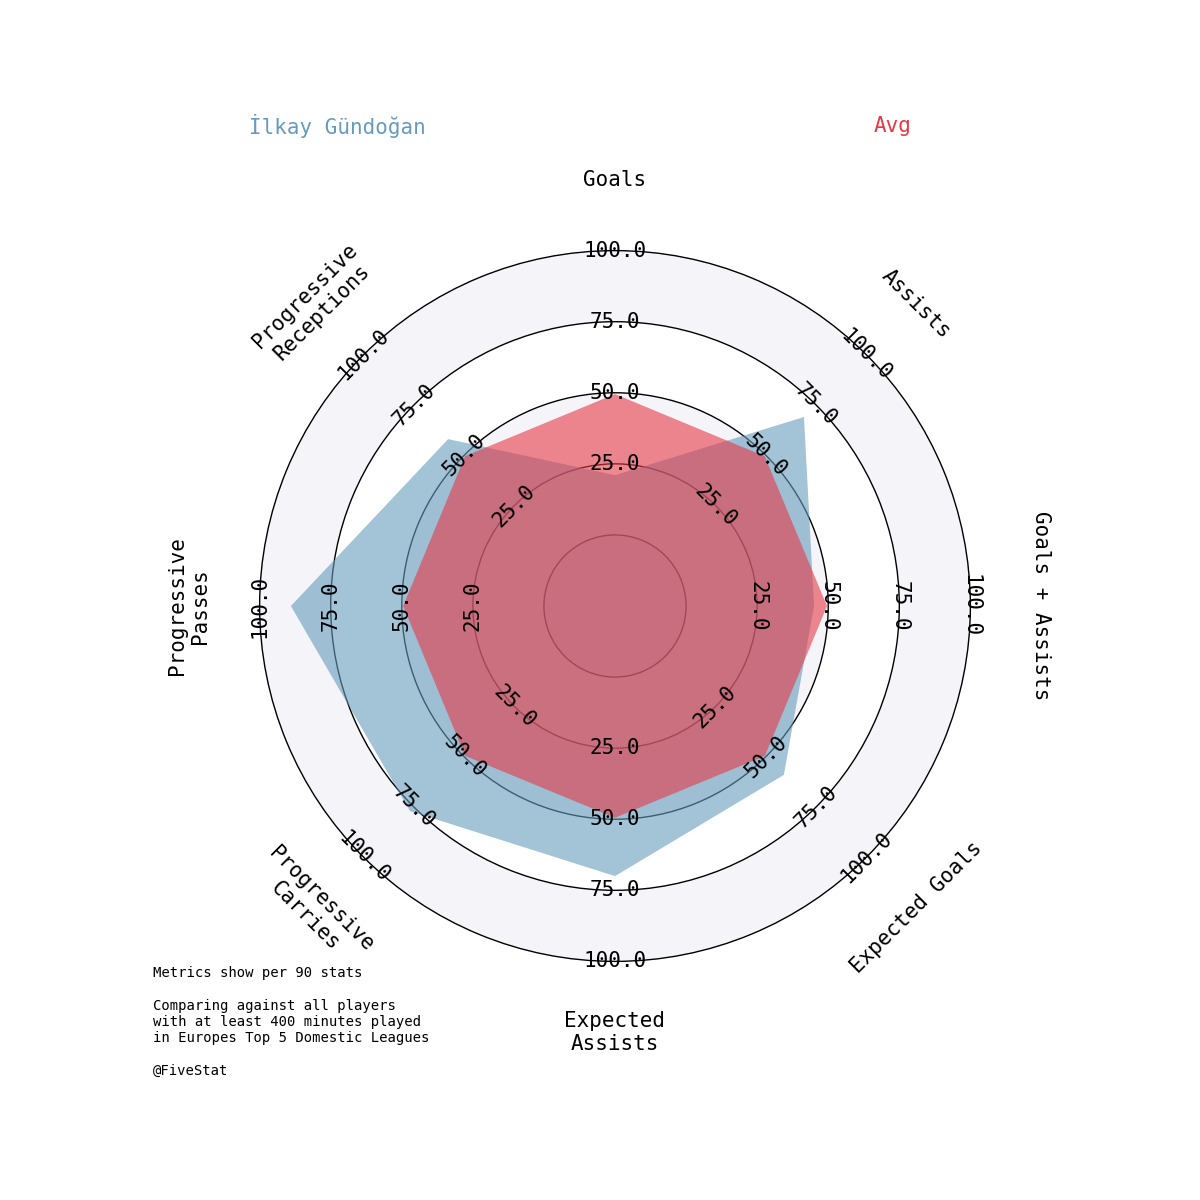 İlkay Gündoğan
Avg
Goals
Assists
Goals + Assists
Expected Goals
Expected
Assists
Progressive
Carries
Progressive
Passes
Progressive
Receptions
25.0
50.0
75.0
100.0
25.0
50.0
75.0
100.0
25.0
50.0
75.0
100.0
25.0
50.0
75.0
100.0
25.0
50.0
75.0
100.0
25.0
50.0
75.0
100.0
25.0
50.0
75.0
100.0
25.0
50.0
75.0
100.0
Metrics show per 90 stats
Comparing against all players
with at least 400 minutes played
in Europes Top 5 Domestic Leagues
@FiveStat